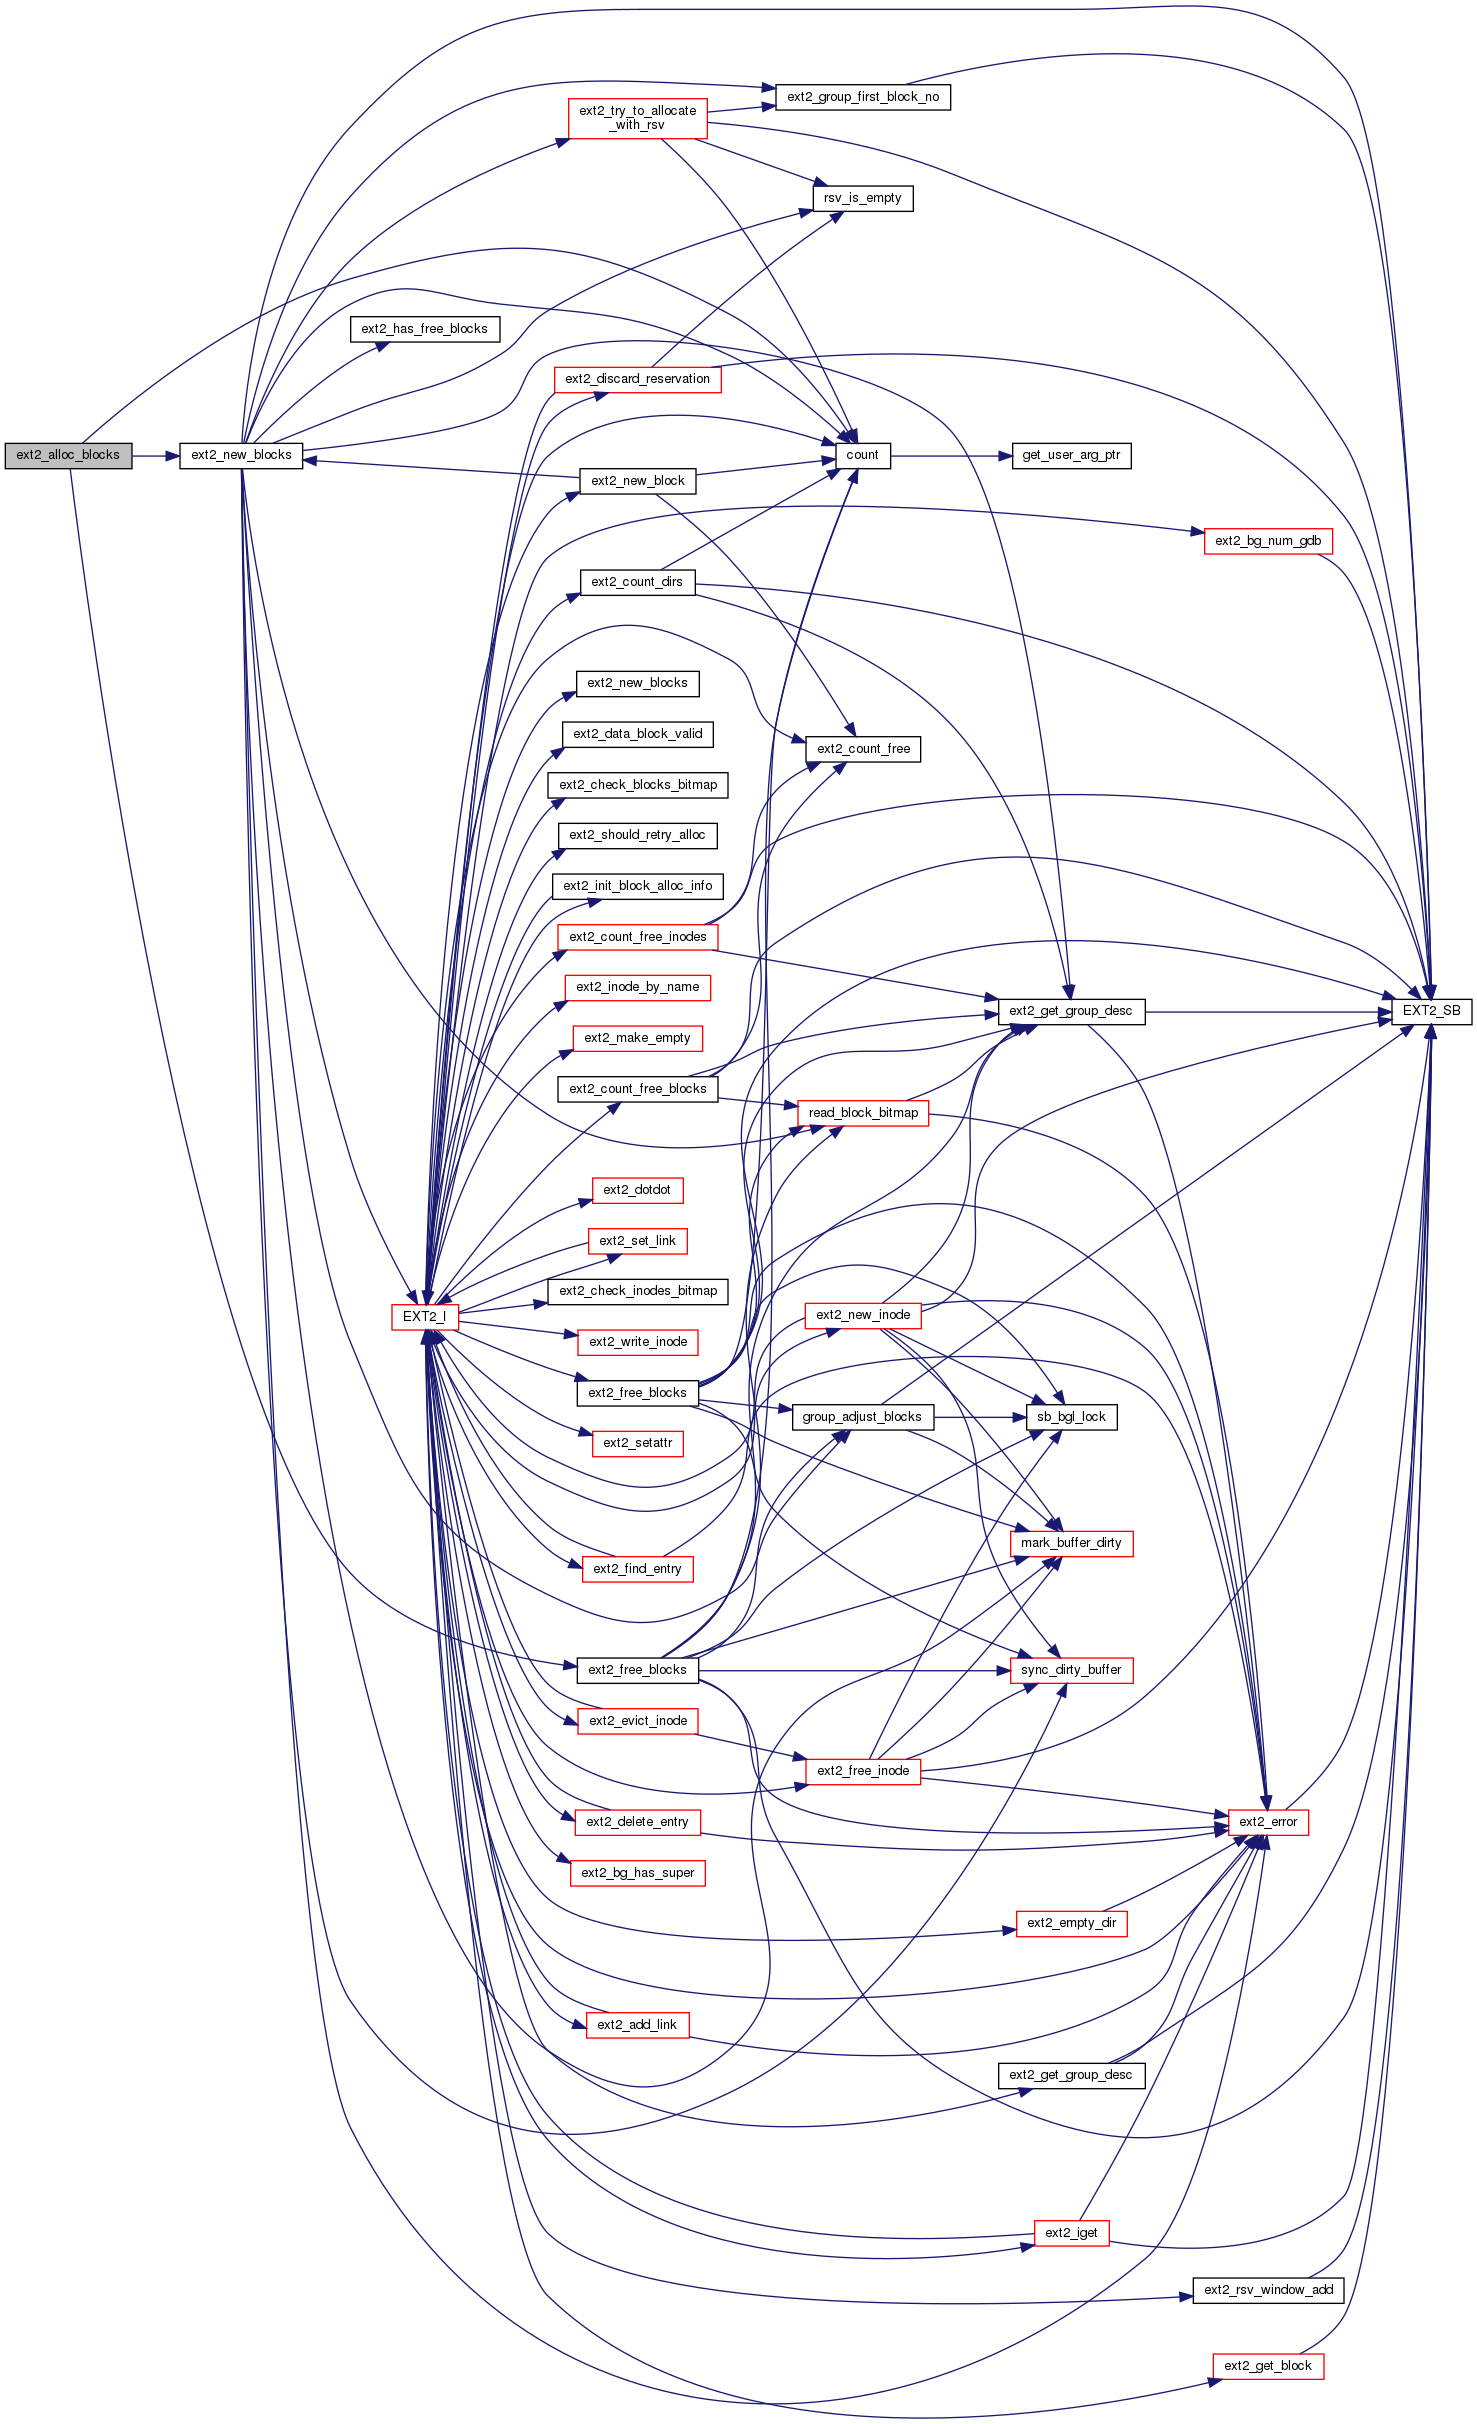 ext2_group_first_block_no
ext2_try_to_allocate
_with_rsv
rsv_is_empty
ext2_has_free_blocks
ext2_discard_reservation
ext2_alloc_blocks
ext2_new_blocks
count
get_user_arg_ptr
ext2_new_block
ext2_bg_num_gdb
ext2_count_dirs
ext2_new_blocks
ext2_data_block_valid
ext2_count_free
ext2_check_blocks_bitmap
ext2_should_retry_alloc
ext2_init_block_alloc_info
ext2_count_free_inodes
ext2_inode_by_name
ext2_get_group_desc
EXT2_SB
ext2_make_empty
ext2_count_free_blocks
read_block_bitmap
ext2_dotdot
ext2_set_link
ext2_check_inodes_bitmap
EXT2_I
ext2_new_inode
ext2_write_inode
ext2_free_blocks
group_adjust_blocks
sb_bgl_lock
ext2_setattr
mark_buffer_dirty
ext2_find_entry
ext2_free_blocks
sync_dirty_buffer
ext2_evict_inode
ext2_free_inode
ext2_delete_entry
ext2_error
ext2_bg_has_super
ext2_empty_dir
ext2_add_link
ext2_get_group_desc
ext2_iget
ext2_rsv_window_add
ext2_get_block